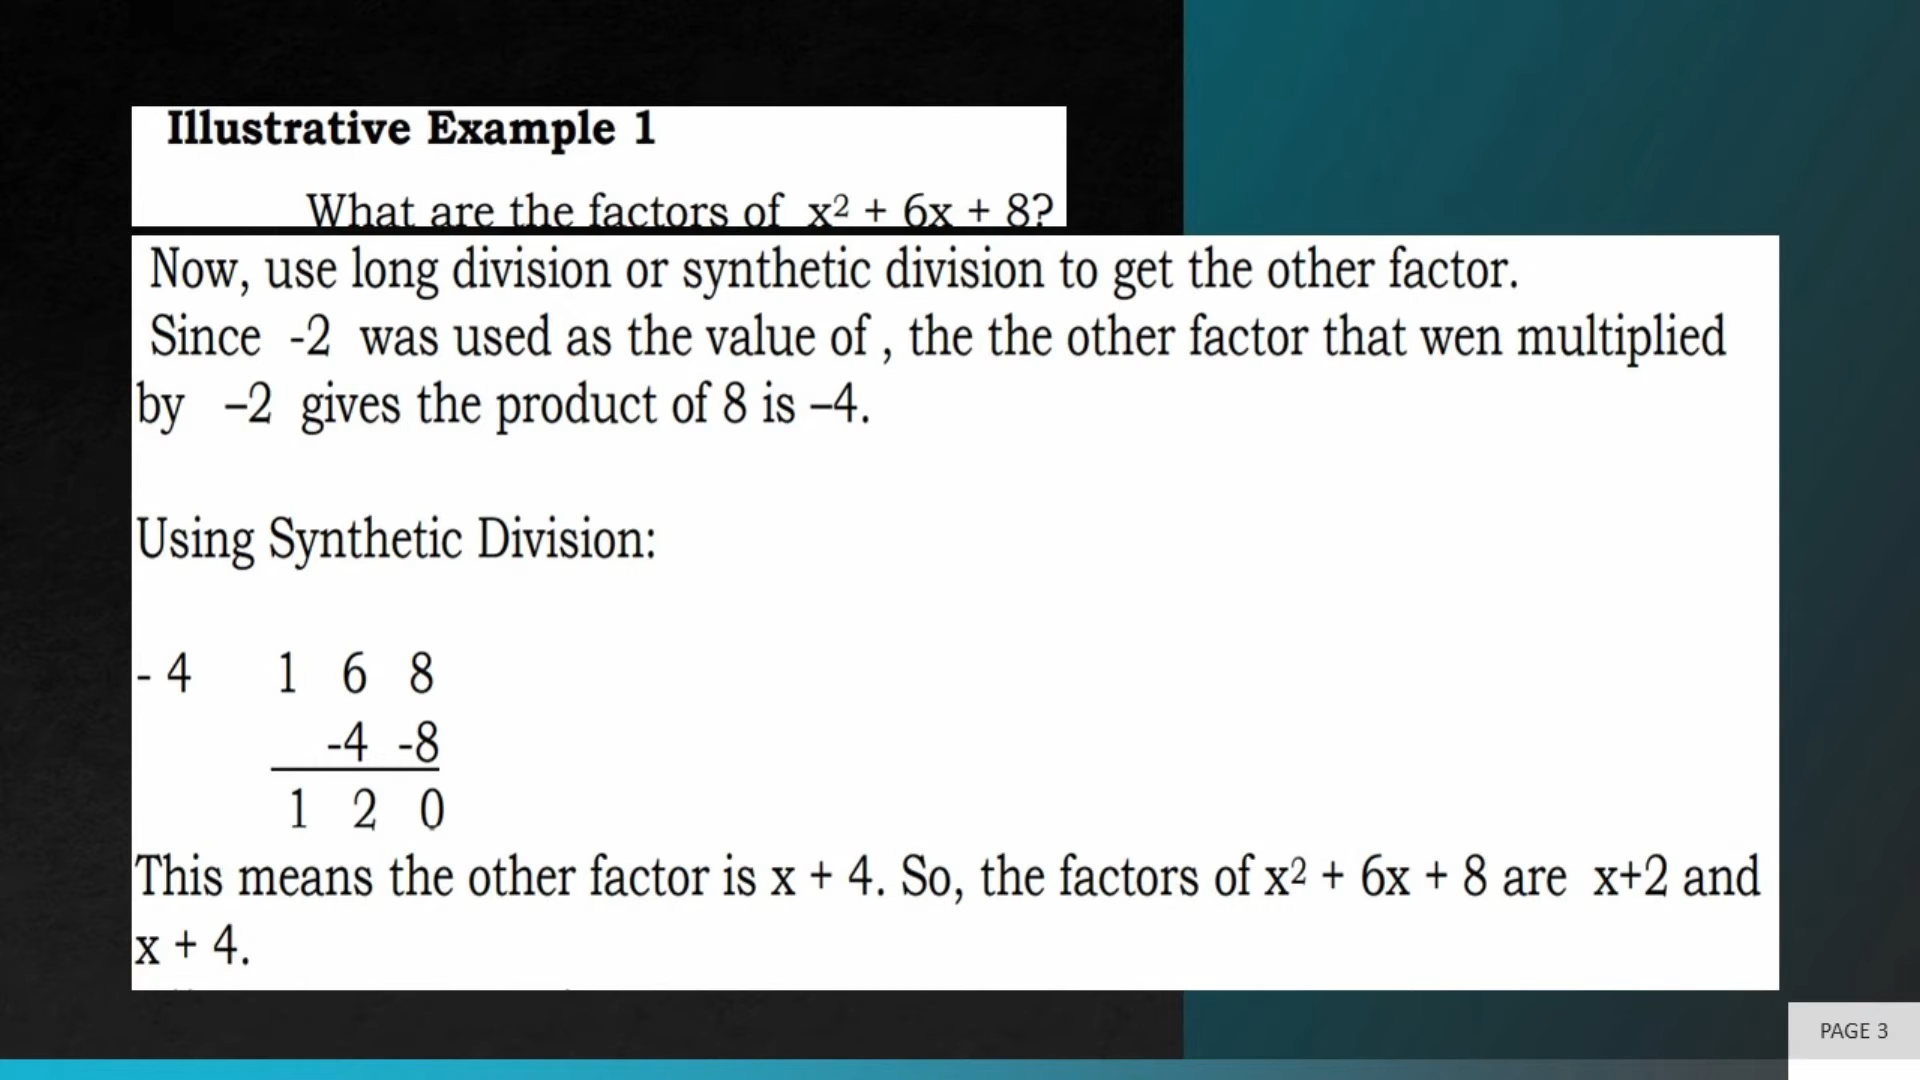 Illustrative Example 1
What are the factors of x² + 6x + 8?
Now, use long division or synthetic division to get the other factor.
Since -2 was used as the value of , the the other factor that wen multiplied
by –2 gives the product of 8 is –4.
Using Synthetic Division:
- 4 1 6 8
-4 -8
1 2 0
This means the other factor is x + 4. So, the factors of x² + 6x + 8 are x+2 and
x + 4.
PAGE 3